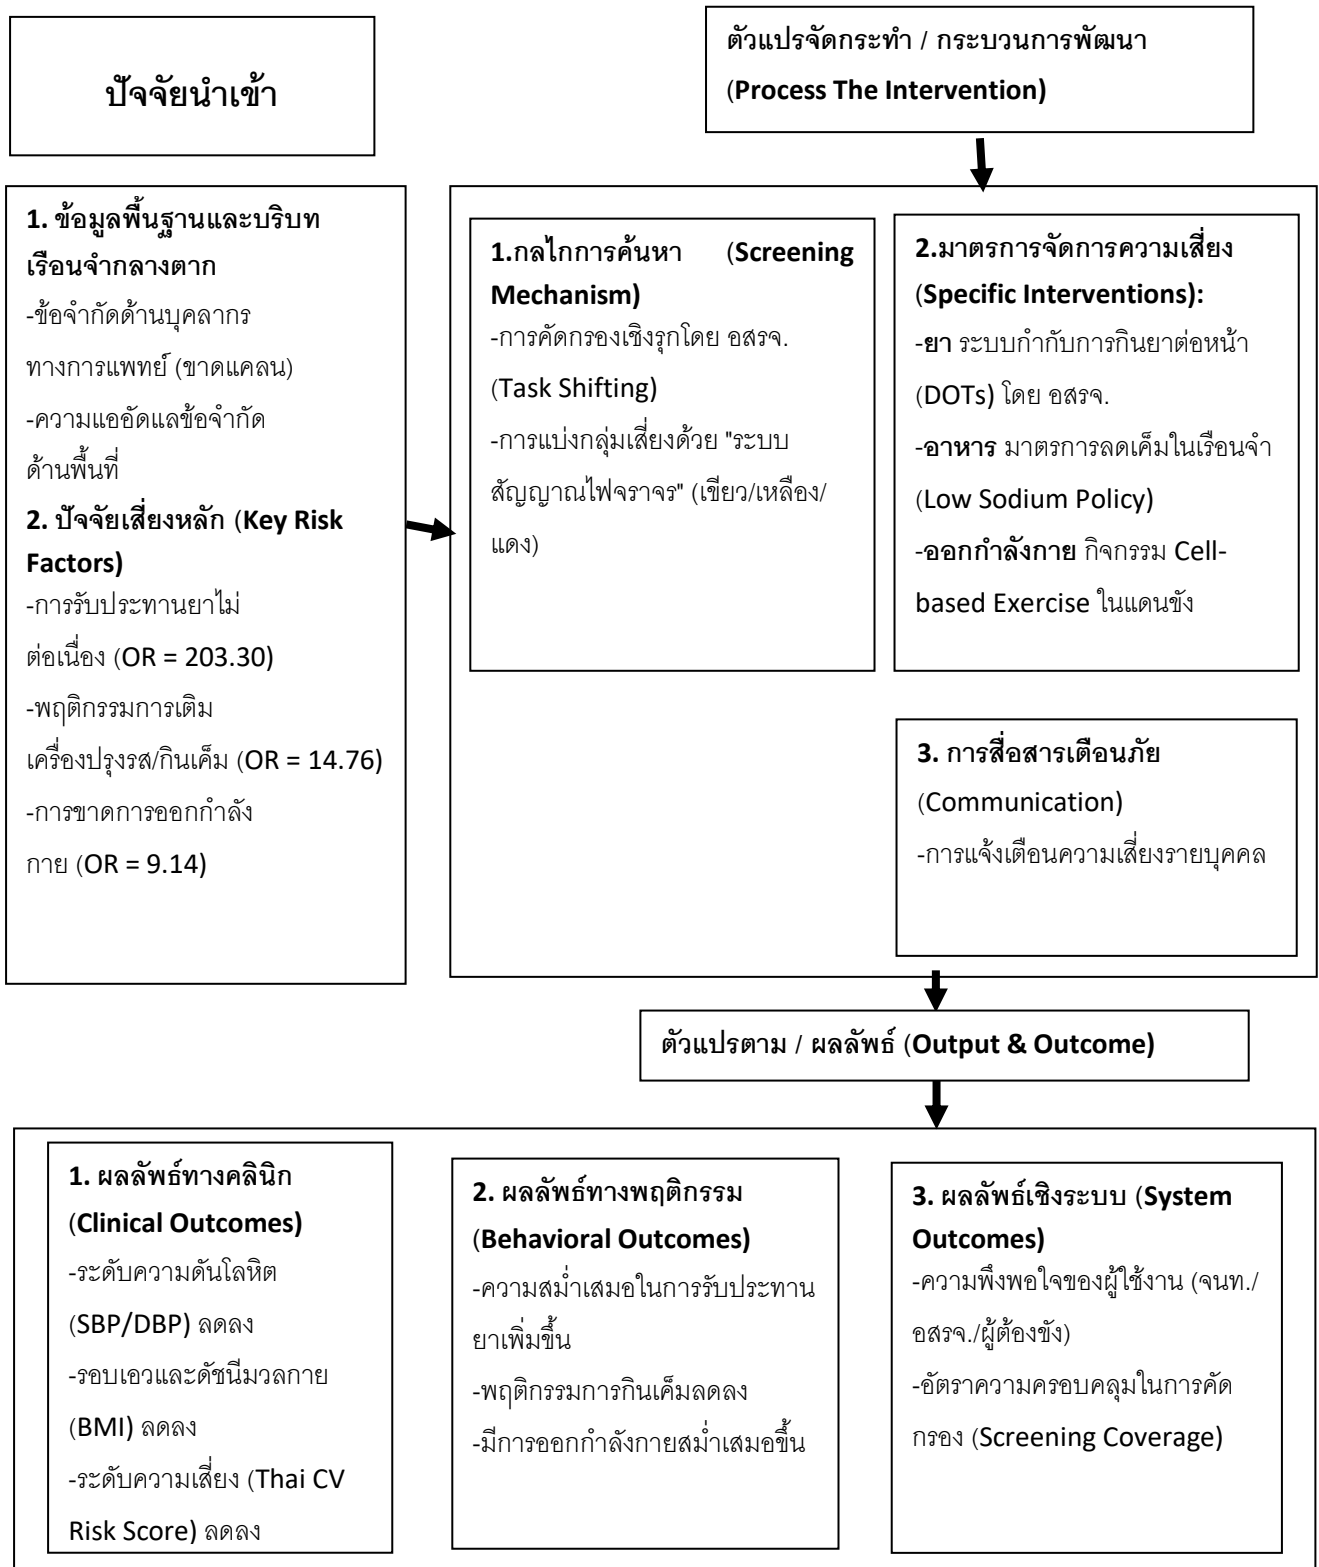 ปัจจัยนำเข้า
ตัวแปรจัดกระทำ / กระบวนการพัฒนา
(Process The Intervention)
1. ข้อมูลพื้นฐานและบริบท
เรือนจำกลางตาก
-ข้อจำกัดด้านบุคลากร
ทางการแพทย์ (ขาดแคลน)
-ความแออัดแลข้อจำกัด
ด้านพื้นที่
2. ปัจจัยเสี่ยงหลัก (Key Risk
Factors)
-การรับประทานยาไม่
ต่อเนื่อง (OR = 203.30)
-พฤติกรรมการเติม
เครื่องปรุงรส/กินเค็ม (OR = 14.76)
-การขาดการออกกำลัง
กาย (OR = 9.14)
1.กลไกการค้นหา (Screening
Mechanism)
-การคัดกรองเชิงรุกโดย อสรจ.
(Task Shifting)
-การแบ่งกลุ่มเสี่ยงด้วย "ระบบ
สัญญาณไฟจราจร" (เขียว/เหลือง/
แดง)
2.มาตรการจัดการความเสี่ยง
(Specific Interventions):
-ยา ระบบกำกับการกินยาต่อหน้า
(DOTs) โดย อสรจ.
-อาหาร มาตรการลดเค็มในเรือนจำ
(Low Sodium Policy)
-ออกกำลังกาย กิจกรรม Cell-
based Exercise ในแดนขัง
3. การสื่อสารเตือนภัย
(Communication)
-การแจ้งเตือนความเสี่ยงรายบุคคล
ตัวแปรตาม / ผลลัพธ์ (Output & Outcome)
1. ผลลัพธ์ทางคลินิก
(Clinical Outcomes)
-ระดับความดันโลหิต
(SBP/DBP) ลดลง
-รอบเอวและดัชนีมวลกาย
(BMI) ลดลง
-ระดับความเสี่ยง (Thai CV
Risk Score) ลดลง
2. ผลลัพธ์ทางพฤติกรรม
(Behavioral Outcomes)
-ความสม่ำเสมอในการรับประทาน
ยาเพิ่มขึ้น
-พฤติกรรมการกินเค็มลดลง
-มีการออกกำลังกายสม่ำเสมอขึ้น
3. ผลลัพธ์เชิงระบบ (System
Outcomes)
-ความพึงพอใจของผู้ใช้งาน (จนท./
อสรจ./ผู้ต้องขัง)
-อัตราความครอบคลุมในการคัด
กรอง (Screening Coverage)